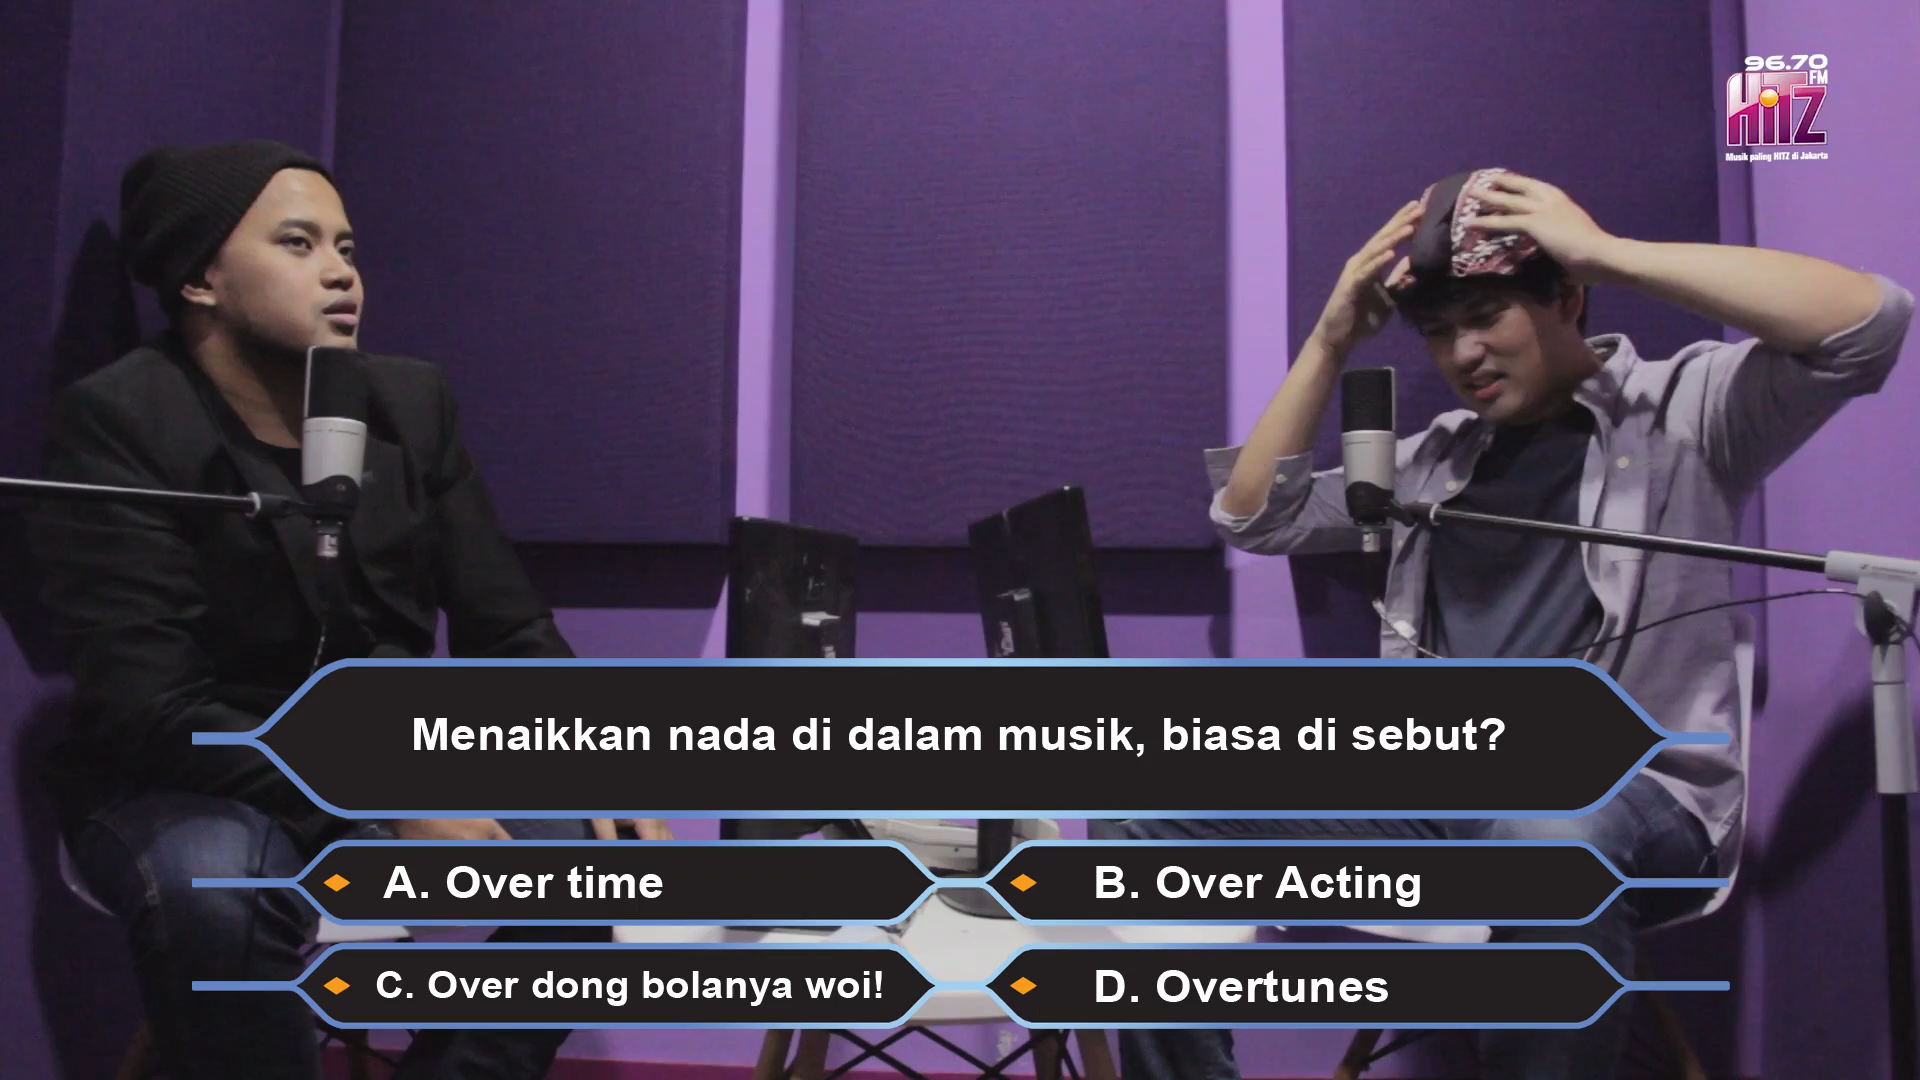 96.70
FM
HiTZ
Musik paling HITZ di Jakarta
Menaikkan nada di dalam musik, biasa di sebut?
A. Over time
B. Over Acting
C. Over dong bolanya woi!
D. Overtunes